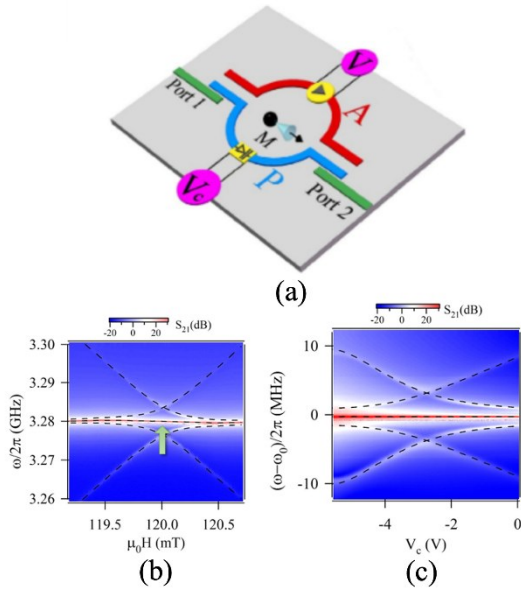 V
Port 1
A
M
P
Port 2
Vc
(a)
-20 0 20 S21(dB)
3.30
3.29
3.28
3.27
3.26
ω/2π (GHz)
119.5 120.0 120.5
μ0H (mT)
(b)
-20 0 20 S21(dB)
10
0
-10
(ω−ω0)/2π (MHz)
-4 -2 0
Vc (V)
(c)